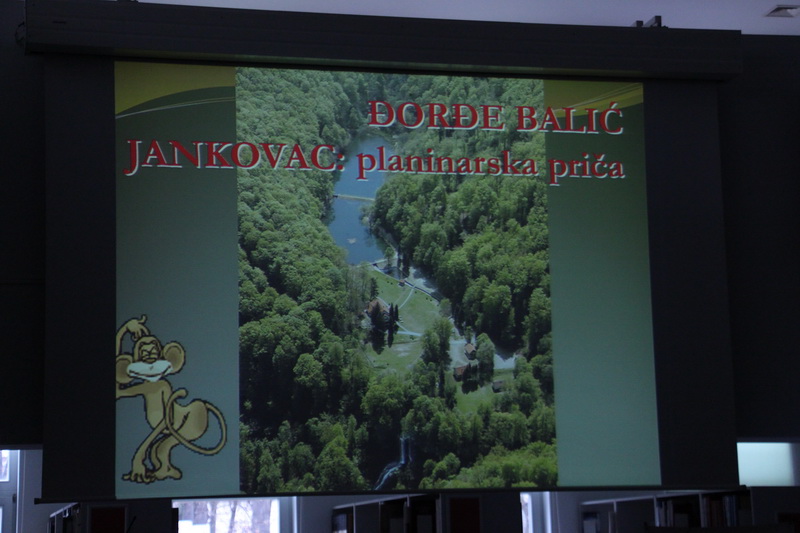 ĐORĐE BALIĆ
JANKOVAC: planinarska priča